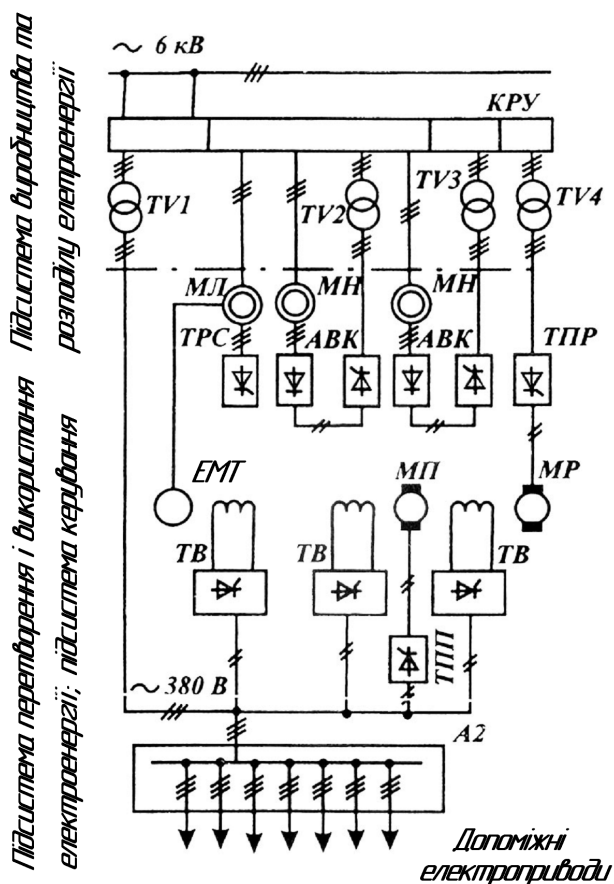 ~ 6 кВ
КРУ
TV1
TV2
TV3
TV4
МЛ
МН
МН
ТРС
АВК
АВК
ТПР
ЕМТ
МП
МР
ТВ
ТВ
ТВ
ТПП
~ 380 В
А2
Допоміжні
електроприводи
Підсистема виробництва та
розподілу елетроенергії
Підсистема перетворення і використання
електроенергії; підсистема керування